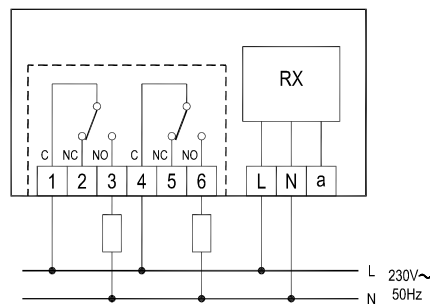 RX
C NC NO C NC NO
1 2 3 4 5 6 L N a
L 230V~
N 50Hz